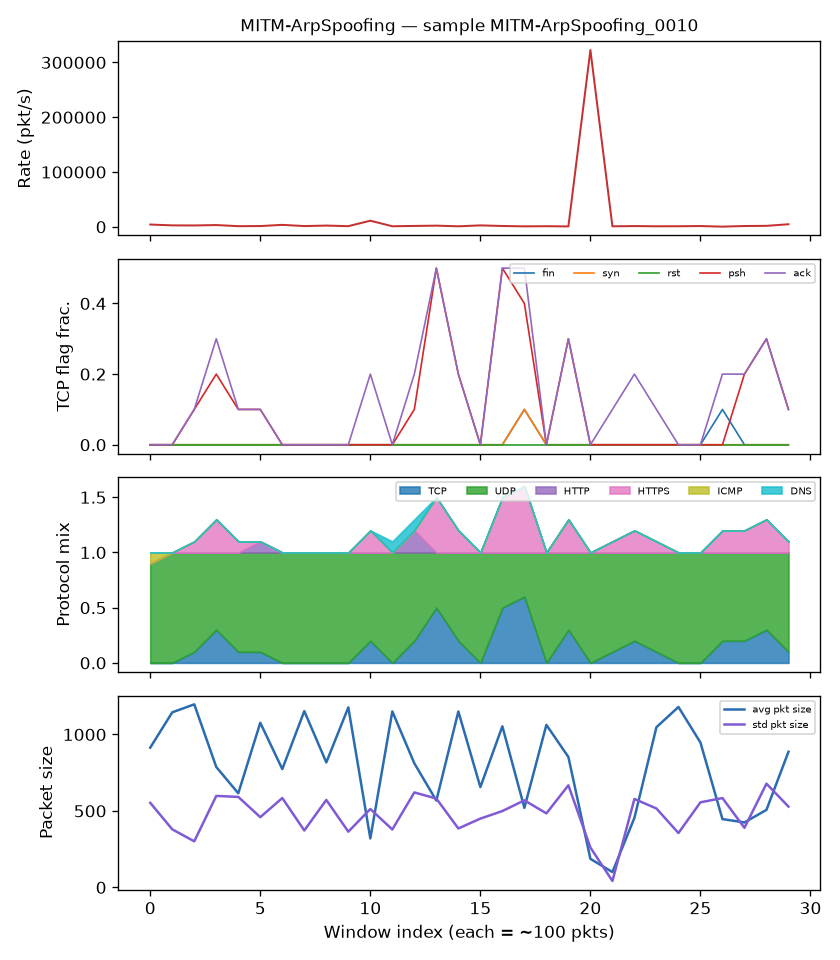 MITM-ArpSpoofing — sample MITM-ArpSpoofing_0010
300000
200000
100000
0
Rate (pkt/s)
fin syn rst psh ack
0.4
0.2
0.0
TCP flag frac.
TCP UDP HTTP HTTPS ICMP DNS
1.5
1.0
0.5
0.0
Protocol mix
avg pkt size
std pkt size
1000
500
0
Packet size
0 5 10 15 20 25 30
Window index (each = ~100 pkts)